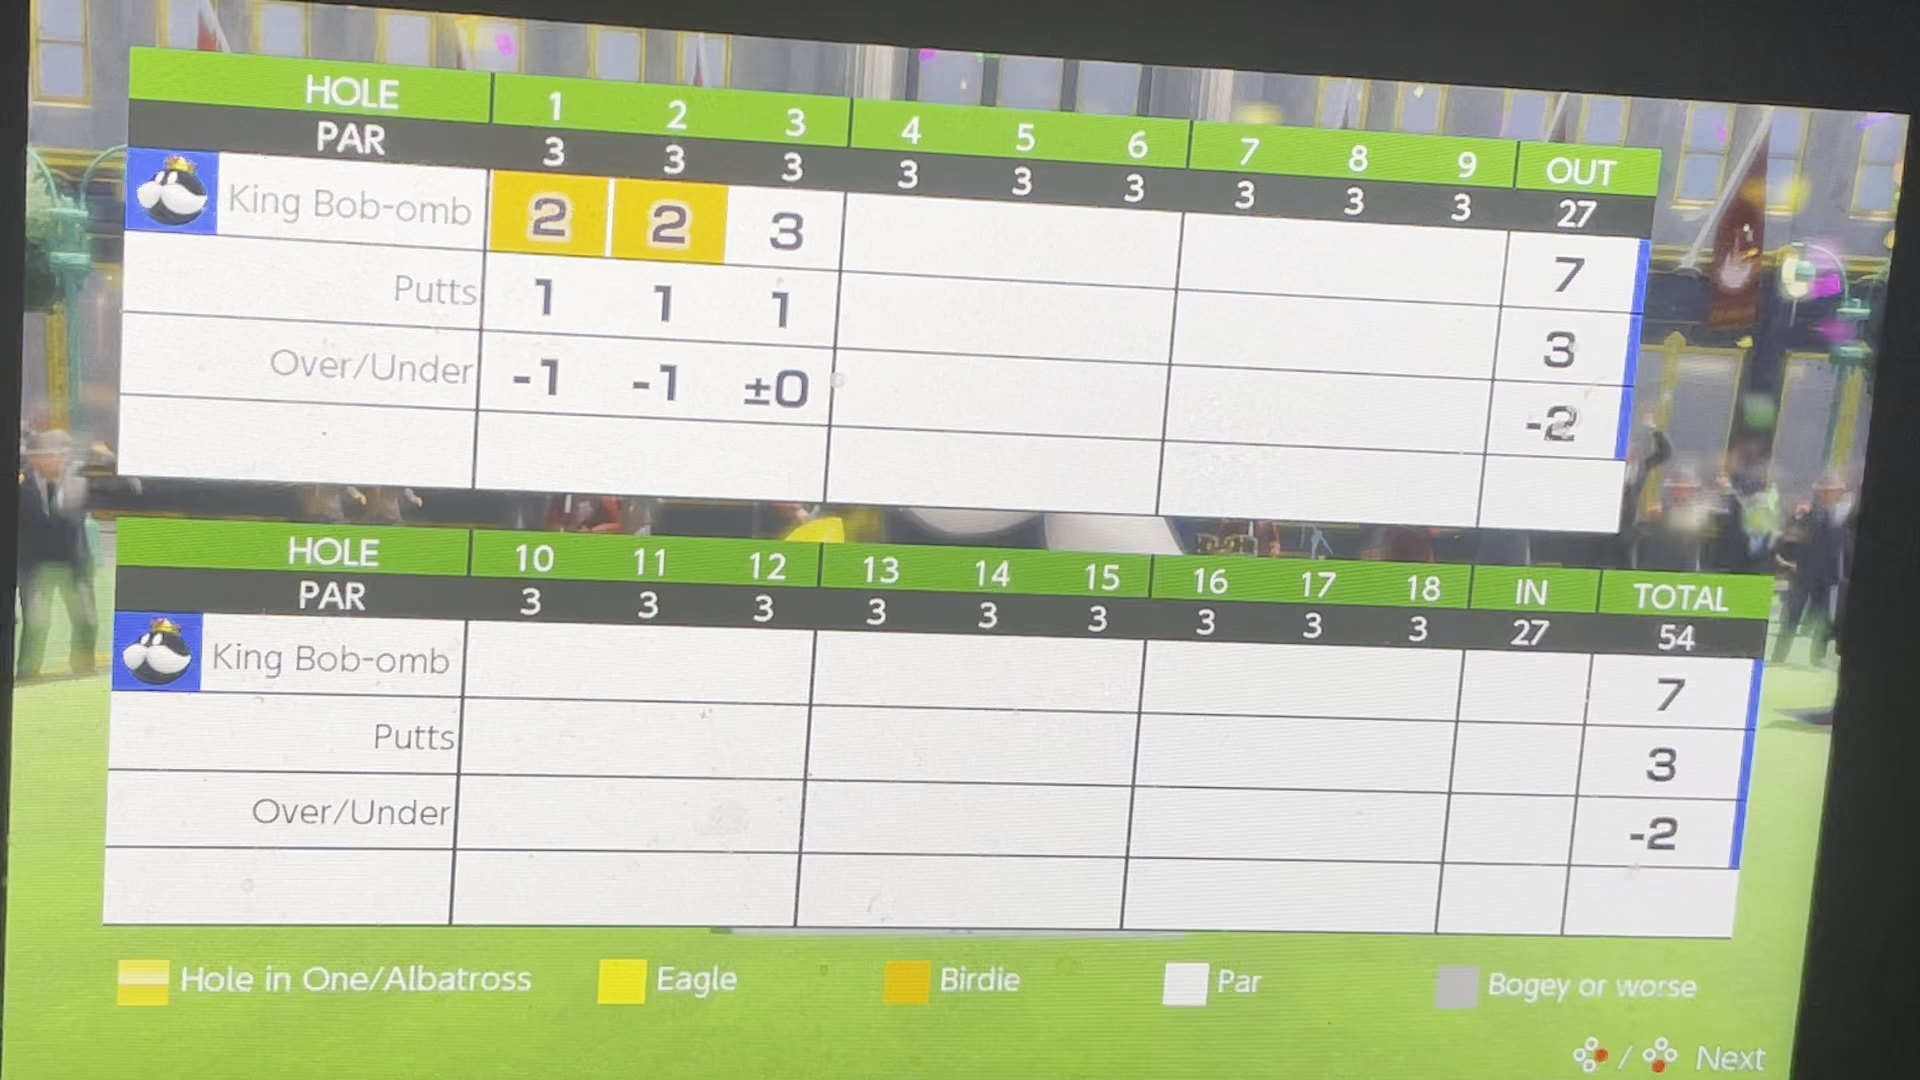 HOLE 1 2 3 4 5 6 7 8 9 OUT
PAR 3 3 3 3 3 3 3 3 3 27
King Bob-omb 2 2 3 7
Putts 1 1 1 3
Over/Under -1 -1 ±0 -2
HOLE 10 11 12 13 14 15 16 17 18 IN TOTAL
PAR 3 3 3 3 3 3 3 3 3 27 54
King Bob-omb 7
Putts 3
Over/Under -2
Hole in One/Albatross Eagle Birdie Par Bogey or worse
/ Next